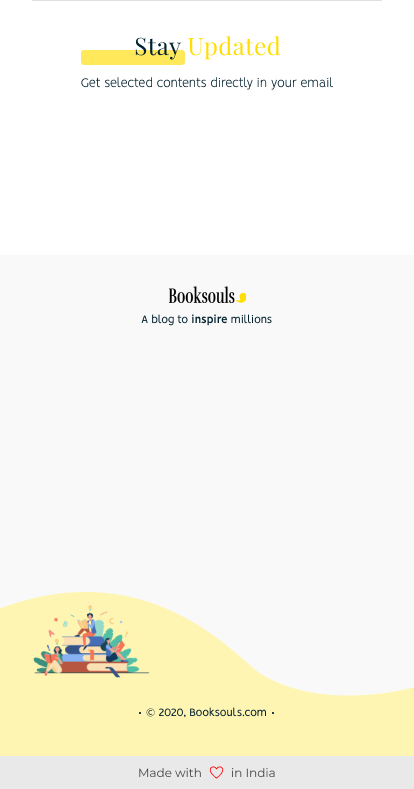 Stay Updated
Get selected contents directly in your email
Booksouls
A blog to inspire millions
• © 2020, Booksouls.com •
Made with in India